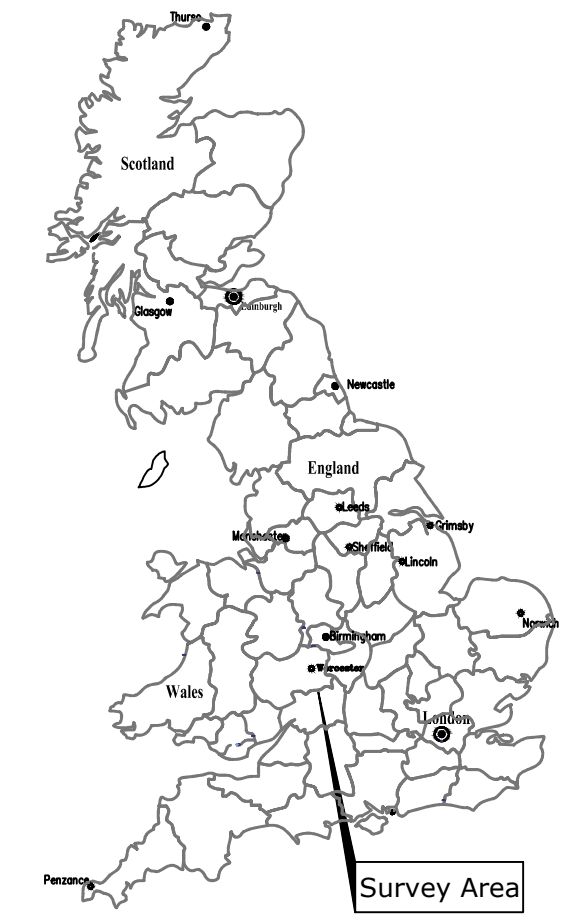 Thurso
Scotland
Edinburgh
Glasgow
Newcastle
England
Leeds
Grimsby
Manchester
Sheffield
Lincoln
Norwich
Birmingham
Worcester
Wales
London
Penzance
Survey Area